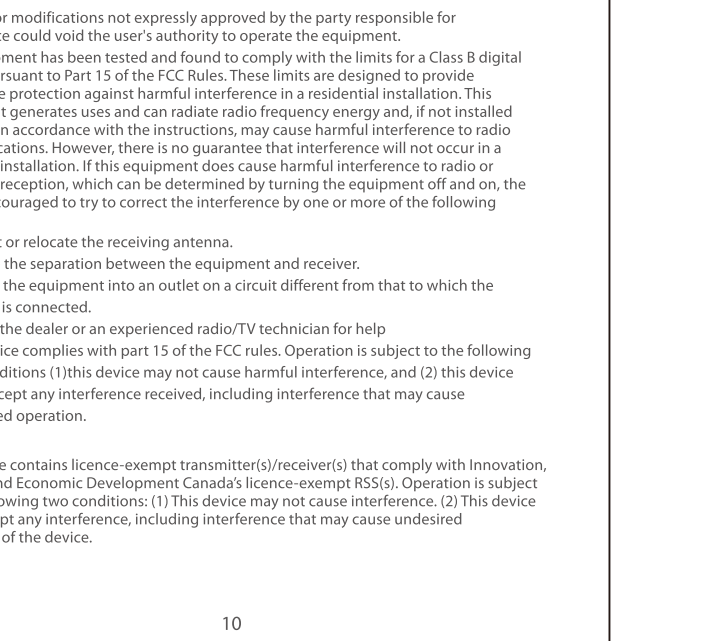 or modifications not expressly approved by the party responsible for
could void the user's authority to operate the equipment.
has been tested and found to comply with the limits for a Class B digital
to Part 15 of the FCC Rules. These limits are designed to provide
protection against harmful interference in a residential installation. This
generates uses and can radiate radio frequency energy and, if not installed
accordance with the instructions, may cause harmful interference to radio
However, there is no guarantee that interference will not occur in a
installation. If this equipment does cause harmful interference to radio or
reception, which can be determined by turning the equipment off and on, the
to try to correct the interference by one or more of the following
or relocate the receiving antenna.
the separation between the equipment and receiver.
the equipment into an outlet on a circuit different from that to which the
is connected.
the dealer or an experienced radio/TV technician for help
complies with part 15 of the FCC rules. Operation is subject to the following
(1)this device may not cause harmful interference, and (2) this device
any interference received, including interference that may cause
operation.
contains licence-exempt transmitter(s)/receiver(s) that comply with Innovation,
Economic Development Canada’s licence-exempt RSS(s). Operation is subject
two conditions: (1) This device may not cause interference. (2) This device
any interference, including interference that may cause undesired
of the device.
10